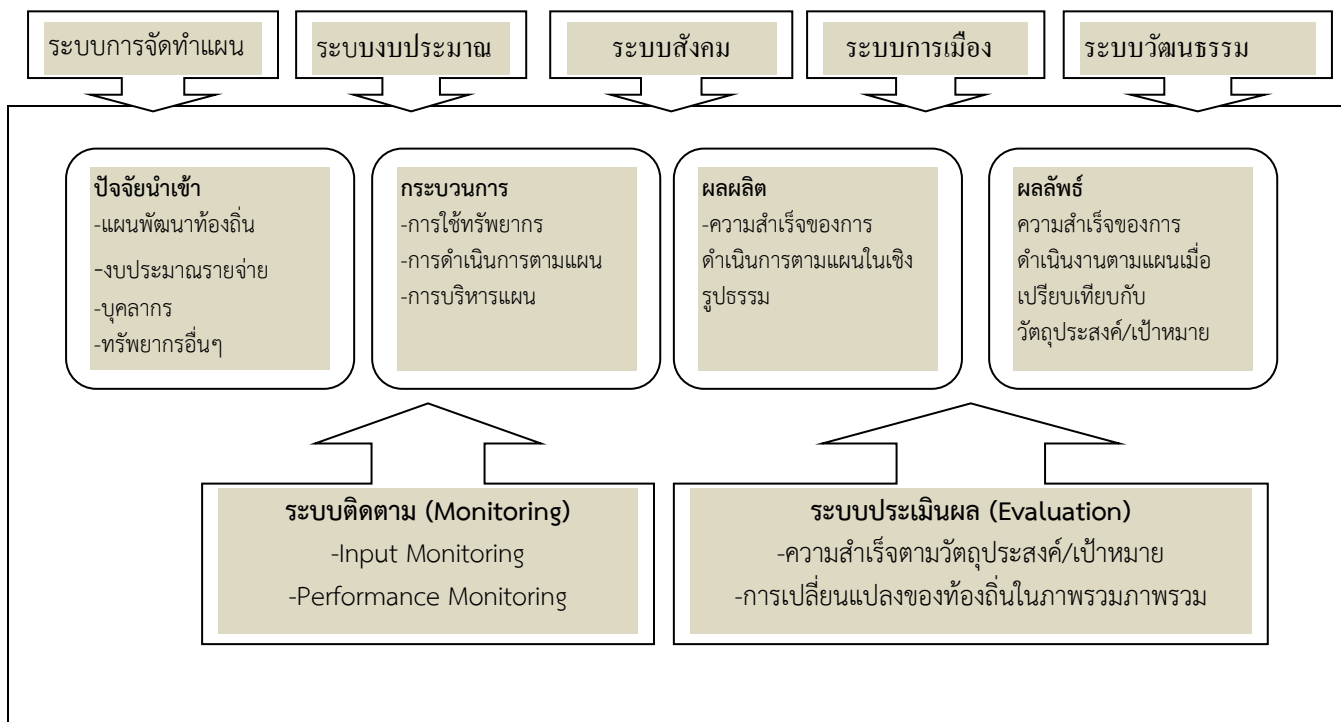 ระบบการจัดทำแผน
ระบบงบประมาณ
ระบบสังคม
ระบบการเมือง
ระบบวัฒนธรรม
ปัจจัยนำเข้า
-แผนพัฒนาท้องถิ่น
-งบประมาณรายจ่าย
-บุคลากร
-ทรัพยากรอื่นๆ
กระบวนการ
-การใช้ทรัพยากร
-การดำเนินการตามแผน
-การบริหารแผน
ผลผลิต
-ความสำเร็จของการ
ดำเนินการตามแผนในเชิง
รูปธรรม
ผลลัพธ์
ความสำเร็จของการ
ดำเนินงานตามแผนเมื่อ
เปรียบเทียบกับ
วัตถุประสงค์/เป้าหมาย
ระบบติดตาม (Monitoring)
-Input Monitoring
-Performance Monitoring
ระบบประเมินผล (Evaluation)
-ความสำเร็จตามวัตถุประสงค์/เป้าหมาย
-การเปลี่ยนแปลงของท้องถิ่นในภาพรวมภาพรวม